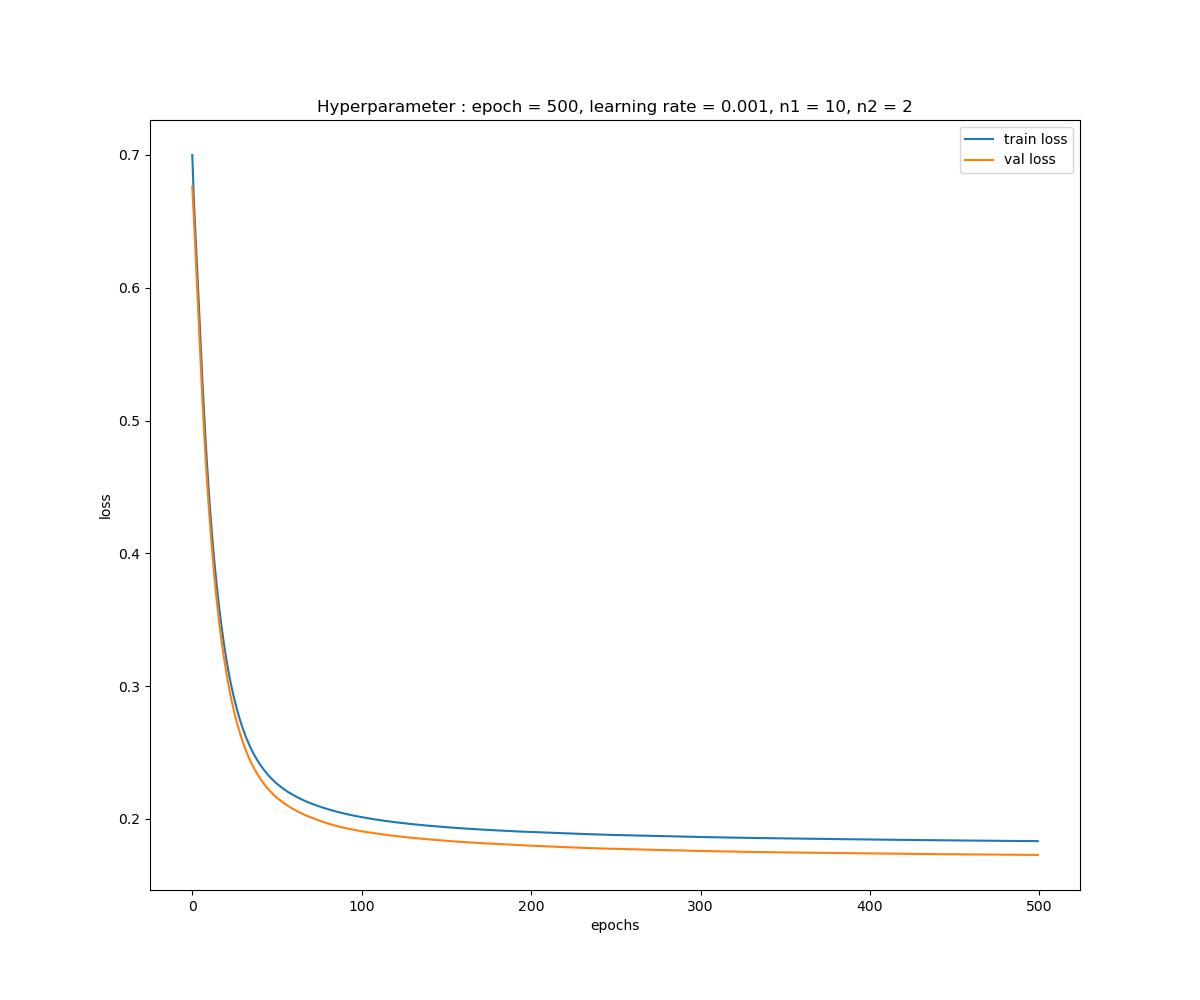 Hyperparameter : epoch = 500, learning rate = 0.001, n1 = 10, n2 = 2
train loss
val loss
0.7
0.6
0.5
0.4
0.3
0.2
loss
0 100 200 300 400 500
epochs